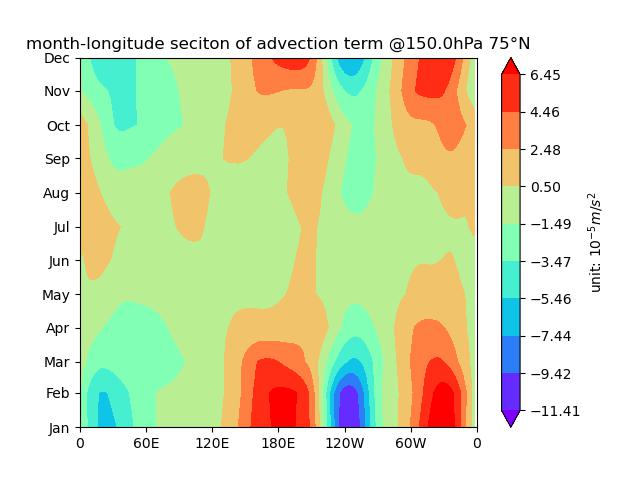 month-longitude seciton of advection term @150.0hPa 75°N
Dec
Nov
Oct
Sep
Aug
Jul
Jun
May
Apr
Mar
Feb
Jan
0 60E 120E 180E 120W 60W 0
6.45
4.46
2.48
0.50
−1.49
−3.47
−5.46
−7.44
−9.42
−11.41
unit: 10⁻⁵m/s²